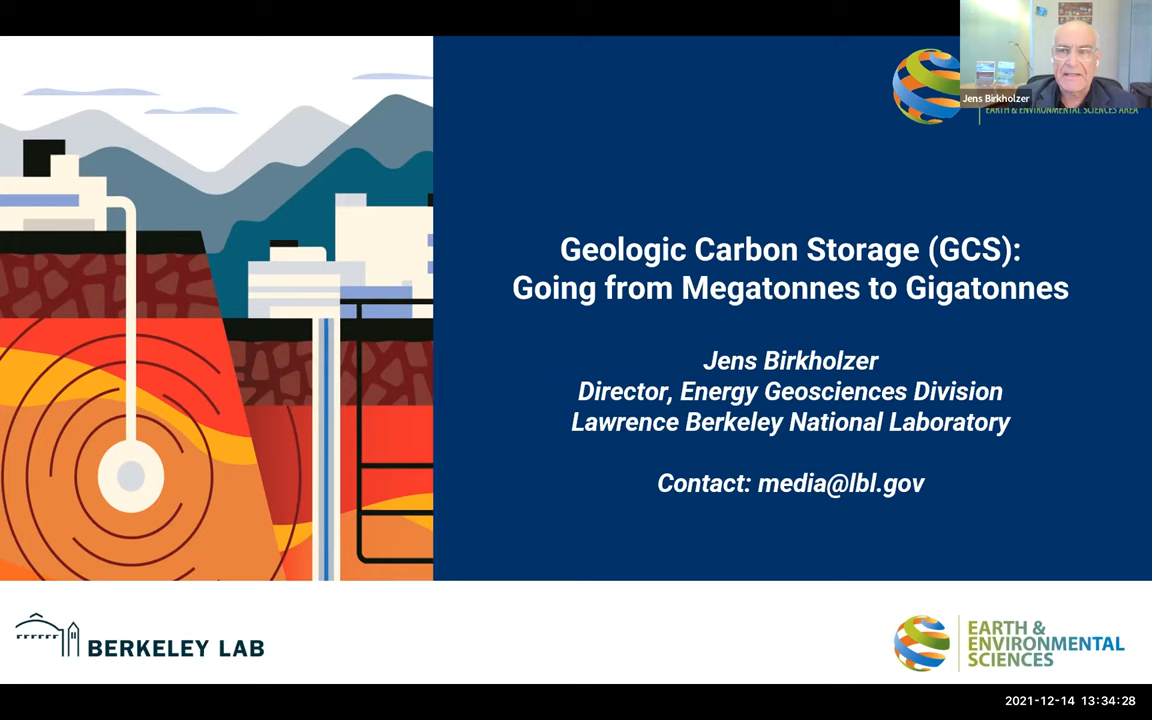 Jens Birkholzer
EARTH & ENVIRONMENTAL SCIENCES AREA
Geologic Carbon Storage (GCS):
Going from Megatonnes to Gigatonnes
Jens Birkholzer
Director, Energy Geosciences Division
Lawrence Berkeley National Laboratory
Contact: media@lbl.gov
BERKELEY LAB
EARTH &
ENVIRONMENTAL
SCIENCES
2021-12-14 13:34:28